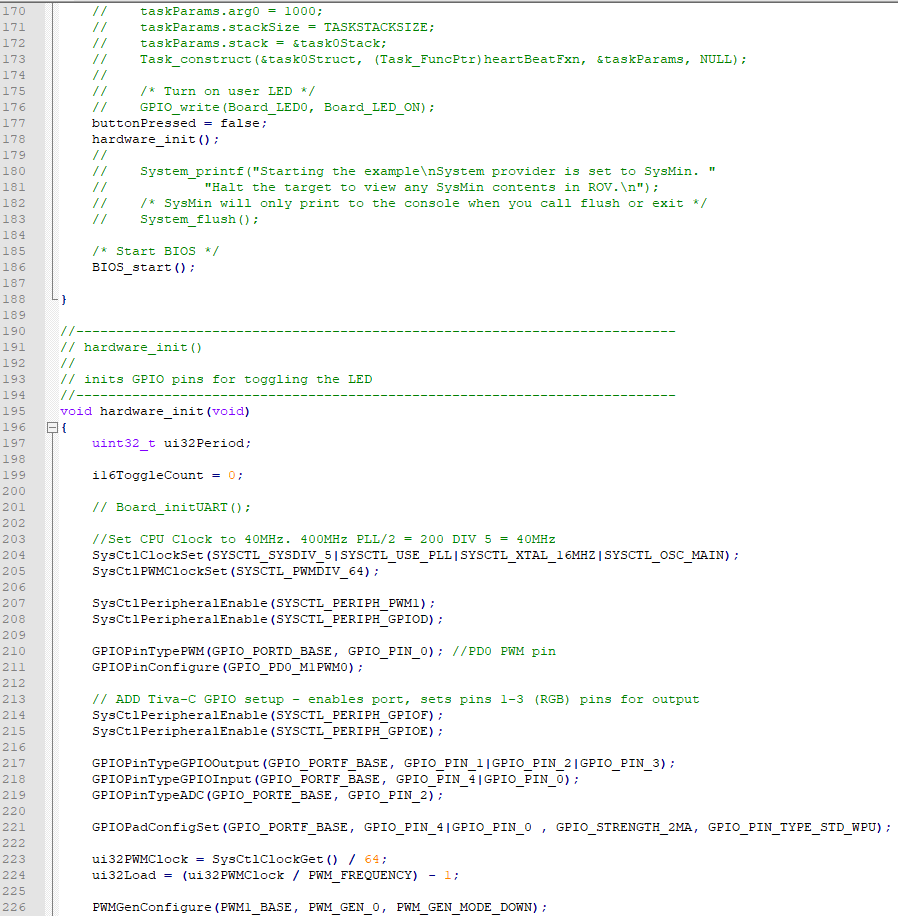 170 //    taskParams.arg0 = 1000;
171 //    taskParams.stackSize = TASKSTACKSIZE;
172 //    taskParams.stack = &task0Stack;
173 //    Task_construct(&task0Struct, (Task_FuncPtr)heartBeatFxn, &taskParams, NULL);
174 //
175 //    /* Turn on user LED */
176 //    GPIO_write(Board_LED0, Board_LED_ON);
177 buttonPressed = false;
178 hardware_init();
179 //
180 //    System_printf("Starting the example\nSystem provider is set to SysMin. "
181 //            "Halt the target to view any SysMin contents in ROV.\n");
182 //    /* SysMin will only print to the console when you call flush or exit */
183 //    System_flush();
184
185 /* Start BIOS */
186 BIOS_start();
187
188 }
189
190 //---------------------------------------------------------------------------
191 // hardware_init()
192 //
193 // inits GPIO pins for toggling the LED
194 //---------------------------------------------------------------------------
195 void hardware_init(void)
196 {
197 uint32_t ui32Period;
198
199 i16ToggleCount = 0;
200
201 // Board_initUART();
202
203 //Set CPU Clock to 40MHz. 400MHz PLL/2 = 200 DIV 5 = 40MHz
204 SysCtlClockSet(SYSCTL_SYSDIV_5|SYSCTL_USE_PLL|SYSCTL_XTAL_16MHZ|SYSCTL_OSC_MAIN);
205 SysCtlPWMClockSet(SYSCTL_PWMDIV_64);
206
207 SysCtlPeripheralEnable(SYSCTL_PERIPH_PWM1);
208 SysCtlPeripheralEnable(SYSCTL_PERIPH_GPIOD);
209
210 GPIOPinTypePWM(GPIO_PORTD_BASE, GPIO_PIN_0); //PD0 PWM pin
211 GPIOPinConfigure(GPIO_PD0_M1PWM0);
212
213 // ADD Tiva-C GPIO setup - enables port, sets pins 1-3 (RGB) pins for output
214 SysCtlPeripheralEnable(SYSCTL_PERIPH_GPIOF);
215 SysCtlPeripheralEnable(SYSCTL_PERIPH_GPIOE);
216
217 GPIOPinTypeGPIOOutput(GPIO_PORTF_BASE, GPIO_PIN_1|GPIO_PIN_2|GPIO_PIN_3);
218 GPIOPinTypeGPIOInput(GPIO_PORTF_BASE, GPIO_PIN_4|GPIO_PIN_0);
219 GPIOPinTypeADC(GPIO_PORTE_BASE, GPIO_PIN_2);
220
221 GPIOPadConfigSet(GPIO_PORTF_BASE, GPIO_PIN_4|GPIO_PIN_0 , GPIO_STRENGTH_2MA, GPIO_PIN_TYPE_STD_WPU);
222
223 ui32PWMClock = SysCtlClockGet() / 64;
224 ui32Load = (ui32PWMClock / PWM_FREQUENCY) - 1;
225
226 PWMGenConfigure(PWM1_BASE, PWM_GEN_0, PWM_GEN_MODE_DOWN);